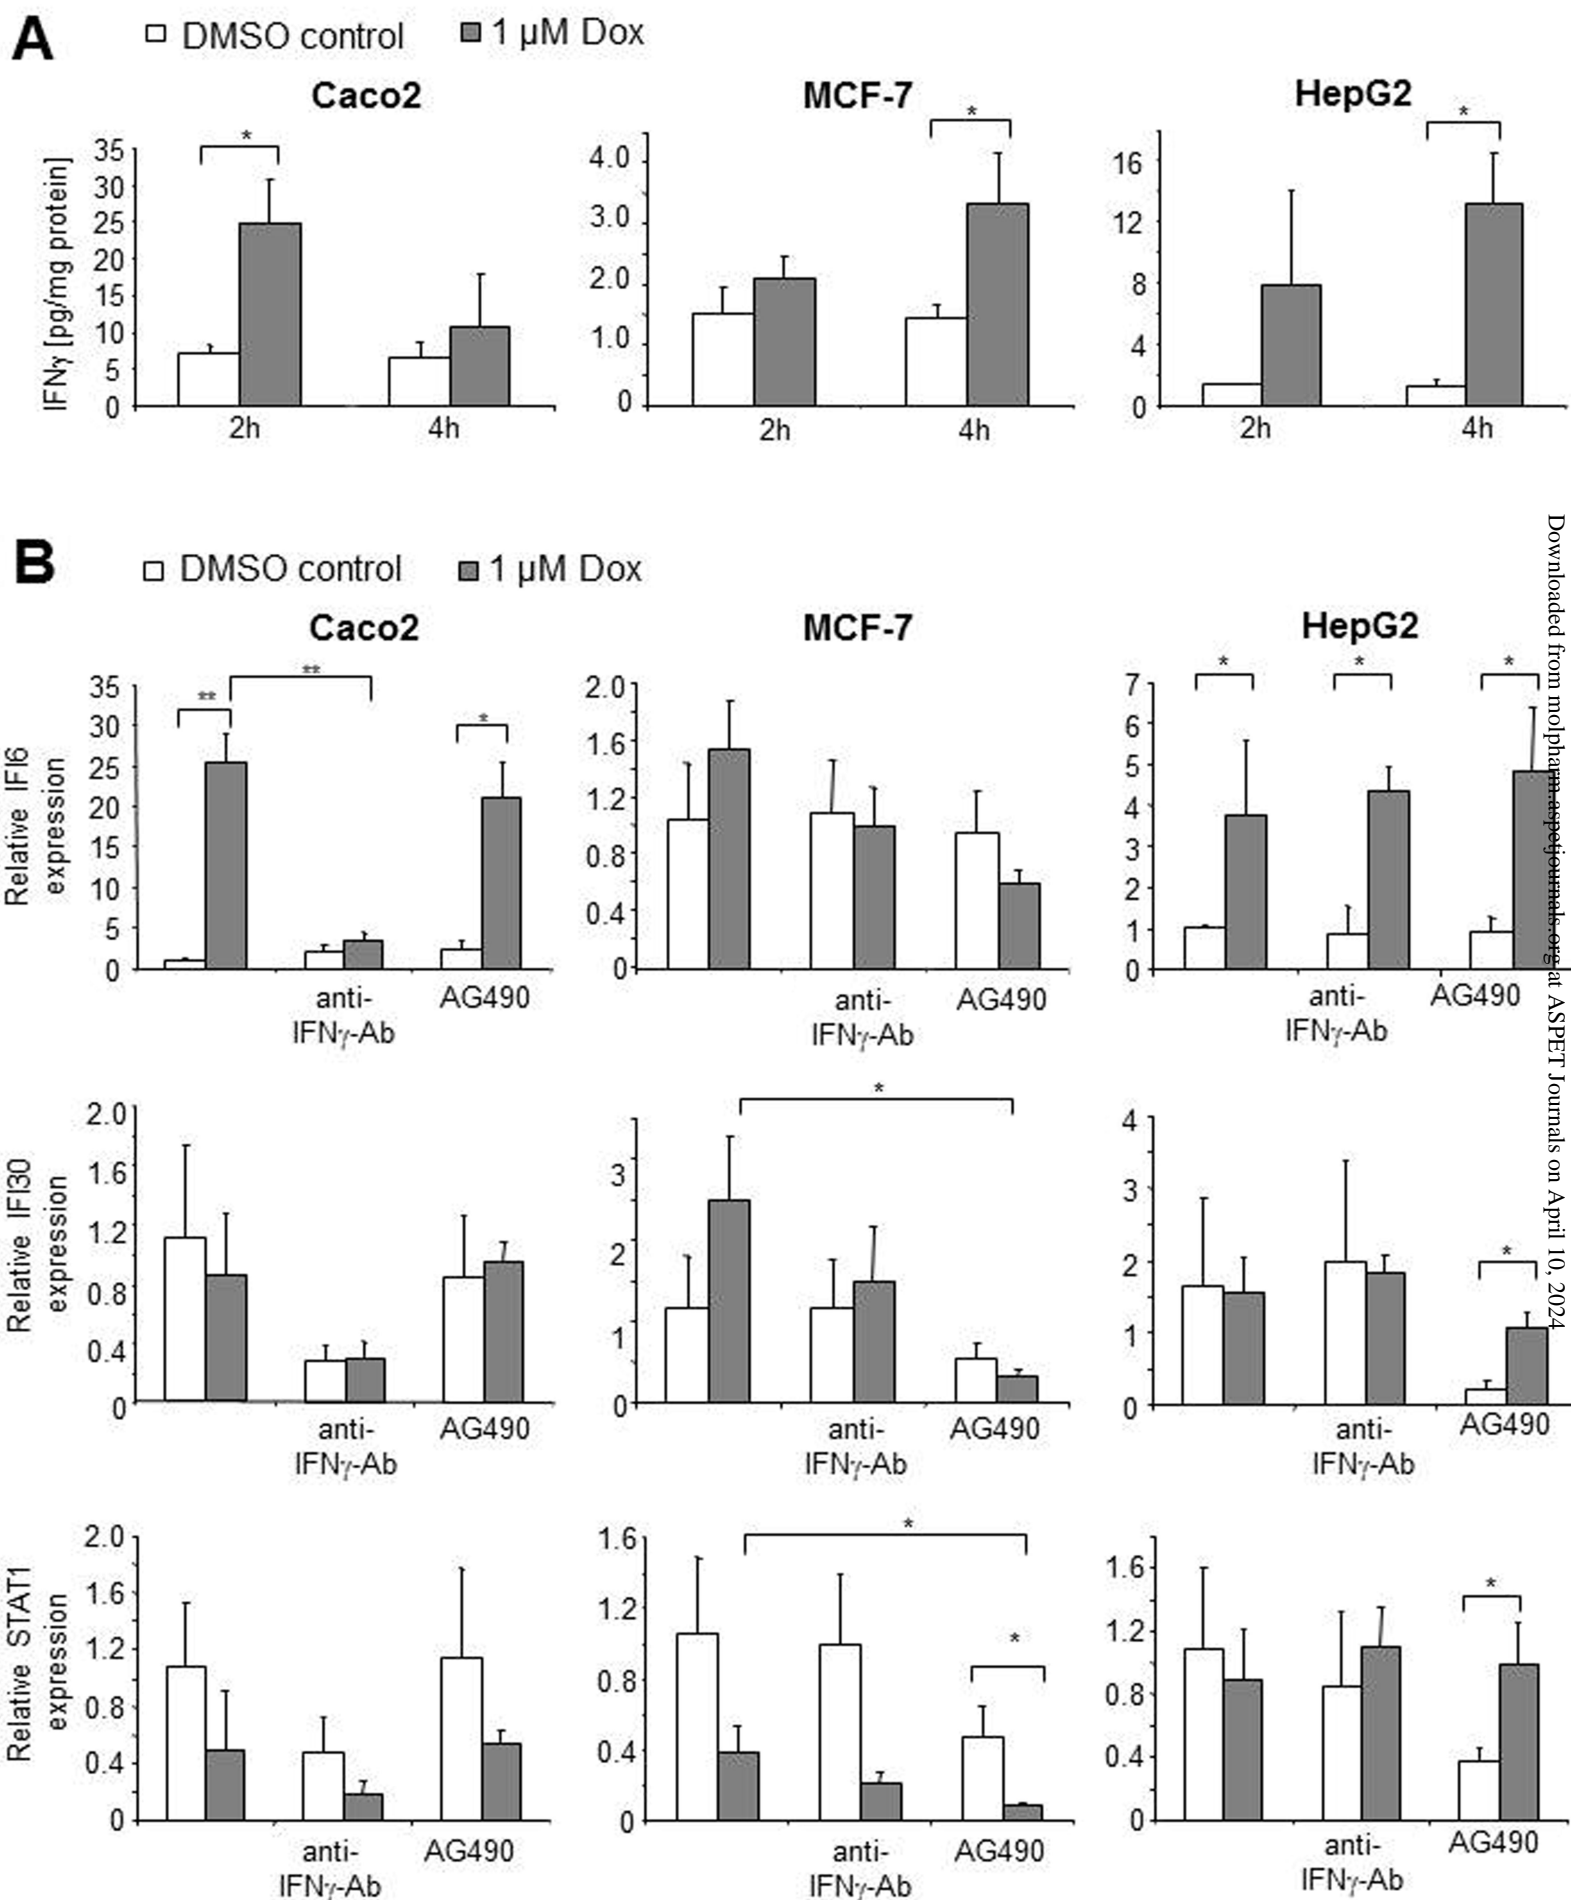 A
DMSO control 1 µM Dox
Caco2 MCF-7 HepG2
IFNγ [pg/mg protein]
35
30
25
20
15
10
5
0
*
2h 4h
4.0
3.0
2.0
1.0
0
*
2h 4h
16
12
8
4
0
*
2h 4h
B
DMSO control 1 µM Dox
Caco2 MCF-7 HepG2
Relative IFI6
expression
35
30
25
20
15
10
5
0
** ** *
anti- AG490
IFNγ-Ab
2.0
1.6
1.2
0.8
0.4
0
anti- AG490
IFNγ-Ab
7
6
5
4
3
2
1
0
* * *
anti- AG490
IFNγ-Ab
Relative IFI30
expression
2.0
1.6
1.2
0.8
0.4
0
anti- AG490
IFNγ-Ab
3
2
1
0
*
anti- AG490
IFNγ-Ab
4
3
2
1
0
*
anti- AG490
IFNγ-Ab
Relative STAT1
expression
2.0
1.6
1.2
0.8
0.4
0
anti- AG490
IFNγ-Ab
1.6
1.2
0.8
0.4
0
* *
anti- AG490
IFNγ-Ab
1.6
1.2
0.8
0.4
0
*
anti- AG490
IFNγ-Ab
Downloaded from molpharm.aspetjournals.org at ASPET Journals on April 10, 2024